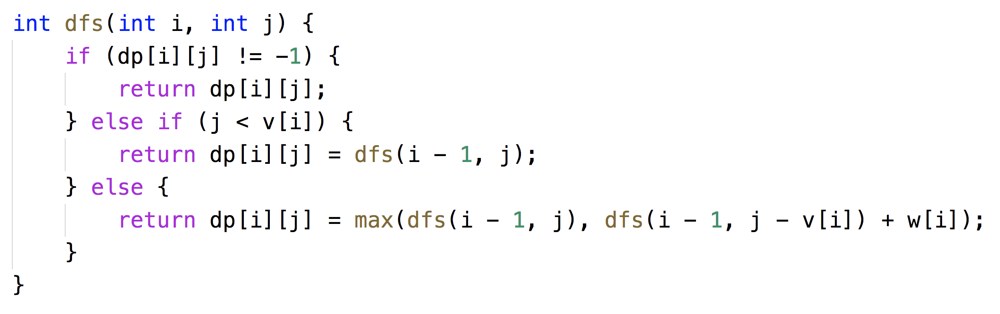 int dfs(int i, int j) {
    if (dp[i][j] != -1) {
        return dp[i][j];
    } else if (j < v[i]) {
        return dp[i][j] = dfs(i - 1, j);
    } else {
        return dp[i][j] = max(dfs(i - 1, j), dfs(i - 1, j - v[i]) + w[i]);
    }
}